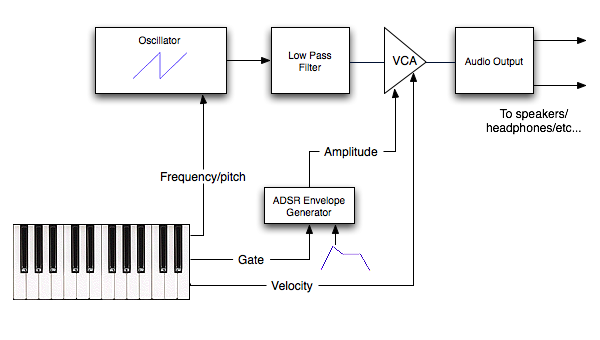 Oscillator
Low Pass
Filter
VCA
Audio Output
To speakers/
headphones/etc...
Amplitude
Frequency/pitch
ADSR Envelope
Generator
Gate
Velocity